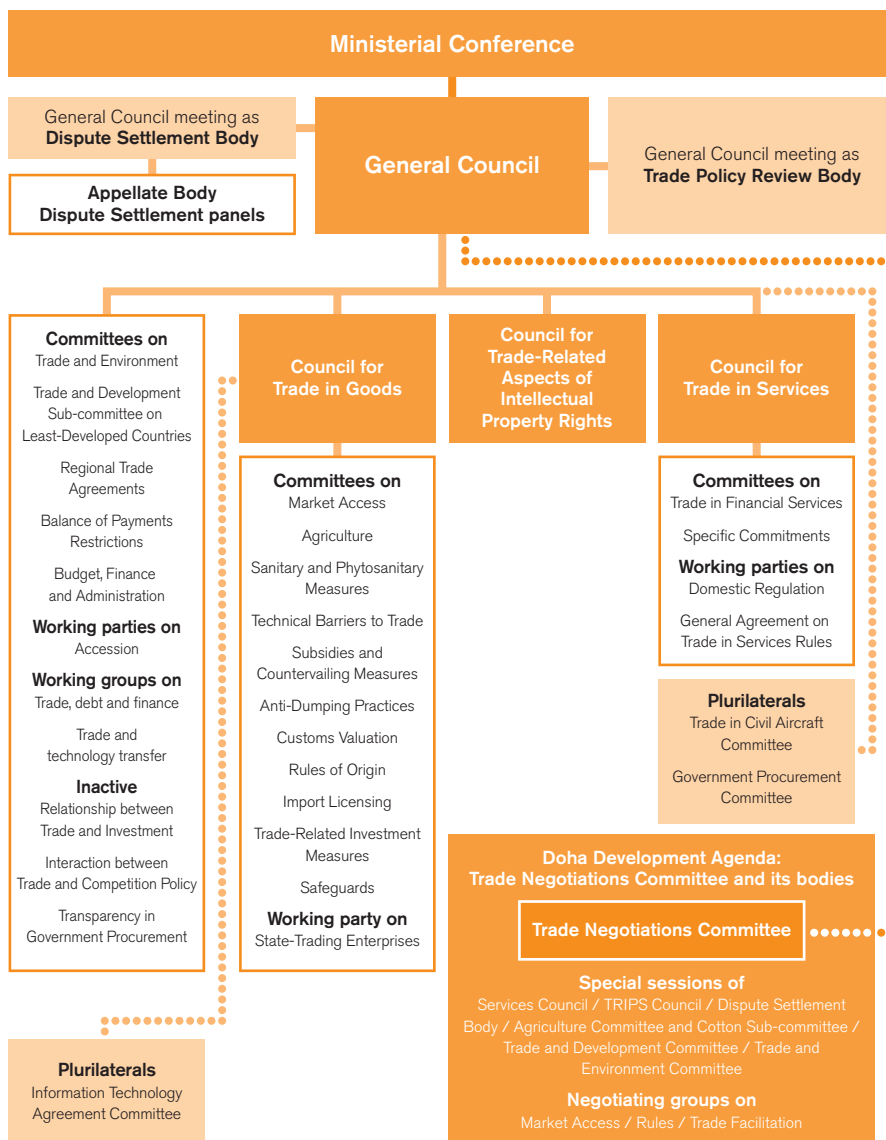 Ministerial Conference
General Council meeting as
Dispute Settlement Body
Appellate Body
Dispute Settlement panels
General Council
General Council meeting as
Trade Policy Review Body
Committees on
Trade and Environment
Trade and Development
Sub-committee on
Least-Developed Countries
Regional Trade
Agreements
Balance of Payments
Restrictions
Budget, Finance
and Administration
Working parties on
Accession
Working groups on
Trade, debt and finance
Trade and
technology transfer
Inactive
Relationship between
Trade and Investment
Interaction between
Trade and Competition Policy
Transparency in
Government Procurement
Council for
Trade in Goods
Committees on
Market Access
Agriculture
Sanitary and Phytosanitary
Measures
Technical Barriers to Trade
Subsidies and
Countervailing Measures
Anti-Dumping Practices
Customs Valuation
Rules of Origin
Import Licensing
Trade-Related Investment
Measures
Safeguards
Working party on
State-Trading Enterprises
Council for
Trade-Related
Aspects of
Intellectual
Property Rights
Council for
Trade in Services
Committees on
Trade in Financial Services
Specific Commitments
Working parties on
Domestic Regulation
General Agreement on
Trade in Services Rules
Plurilaterals
Trade in Civil Aircraft
Committee
Government Procurement
Committee
Plurilaterals
Information Technology
Agreement Committee
Doha Development Agenda:
Trade Negotiations Committee and its bodies
Trade Negotiations Committee
Special sessions of
Services Council / TRIPS Council / Dispute Settlement
Body / Agriculture Committee and Cotton Sub-committee /
Trade and Development Committee / Trade and
Environment Committee
Negotiating groups on
Market Access / Rules / Trade Facilitation